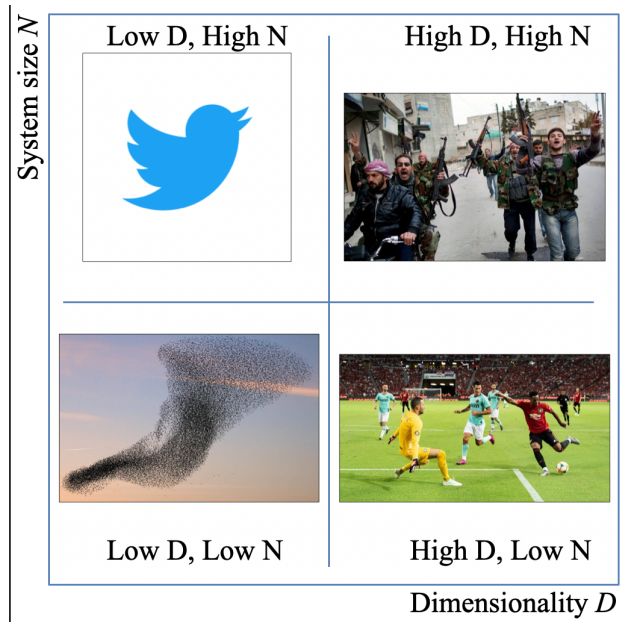 System size N
Low D, High N
High D, High N
Low D, Low N
High D, Low N
Dimensionality D